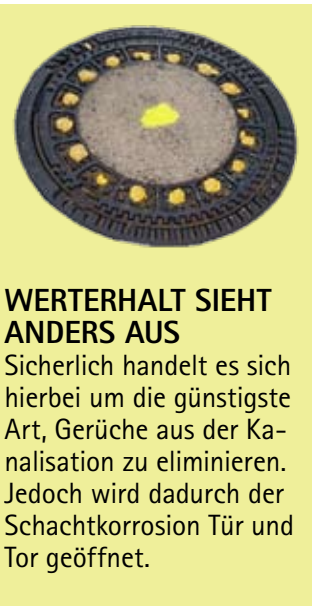 WERTERHALT SIEHT
ANDERS AUS
Sicherlich handelt es sich
hierbei um die günstigste
Art, Gerüche aus der Ka-
nalisation zu eliminieren.
Jedoch wird dadurch der
Schachtkorrosion Tür und
Tor geöffnet.